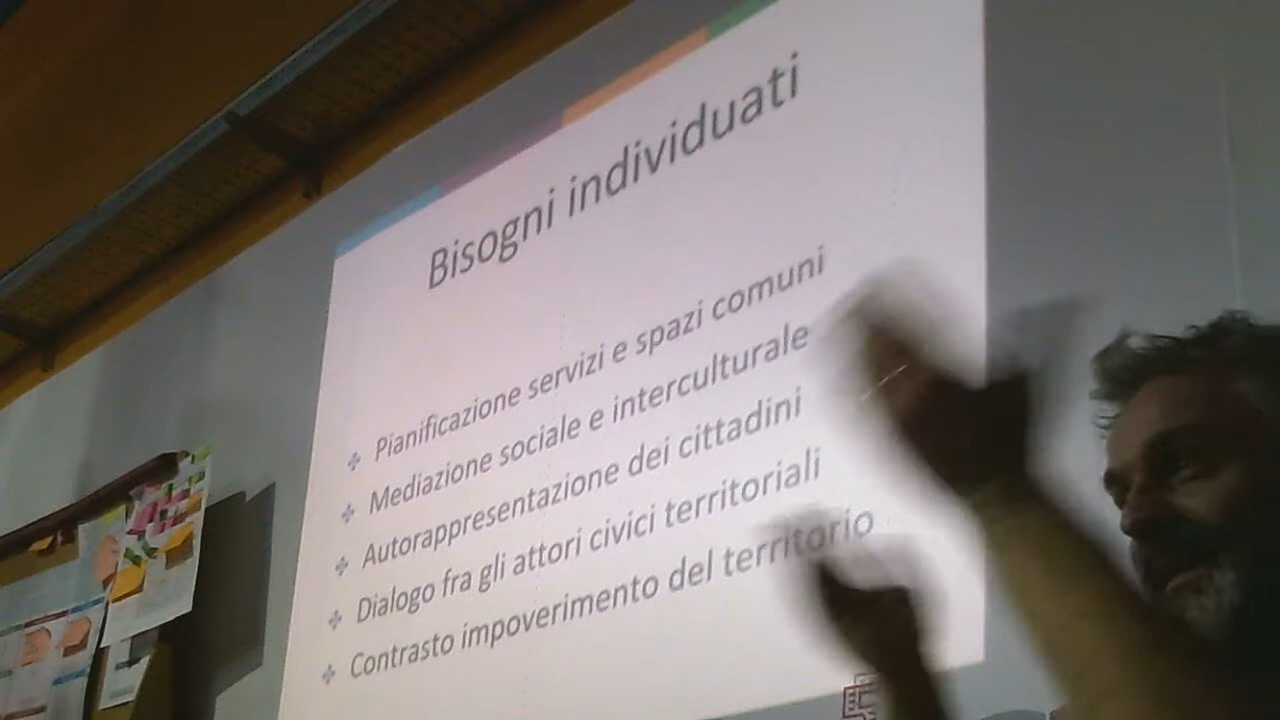 Bisogni individuati
Pianificazione servizi e spazi comuni
Mediazione sociale e interculturale
Autorappresentazione dei cittadini
Dialogo fra gli attori civici territoriali
Contrasto impoverimento del territorio